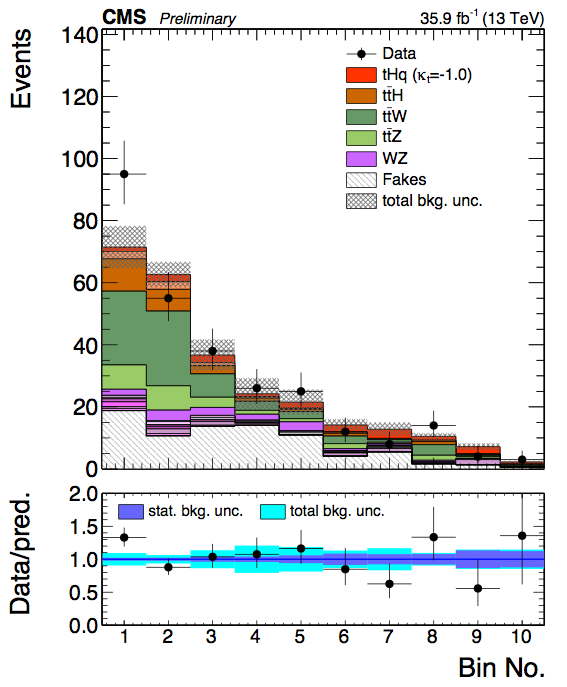 CMS Preliminary 35.9 fb⁻¹ (13 TeV)
Events
140
120
100
80
60
40
20
0
Data
tHq (κt=-1.0)
tt̄H
tt̄W
tt̄Z
WZ
Fakes
total bkg. unc.
Data/pred.
2.0
1.5
1.0
0.5
0.0
stat. bkg. unc. total bkg. unc.
1 2 3 4 5 6 7 8 9 10
Bin No.